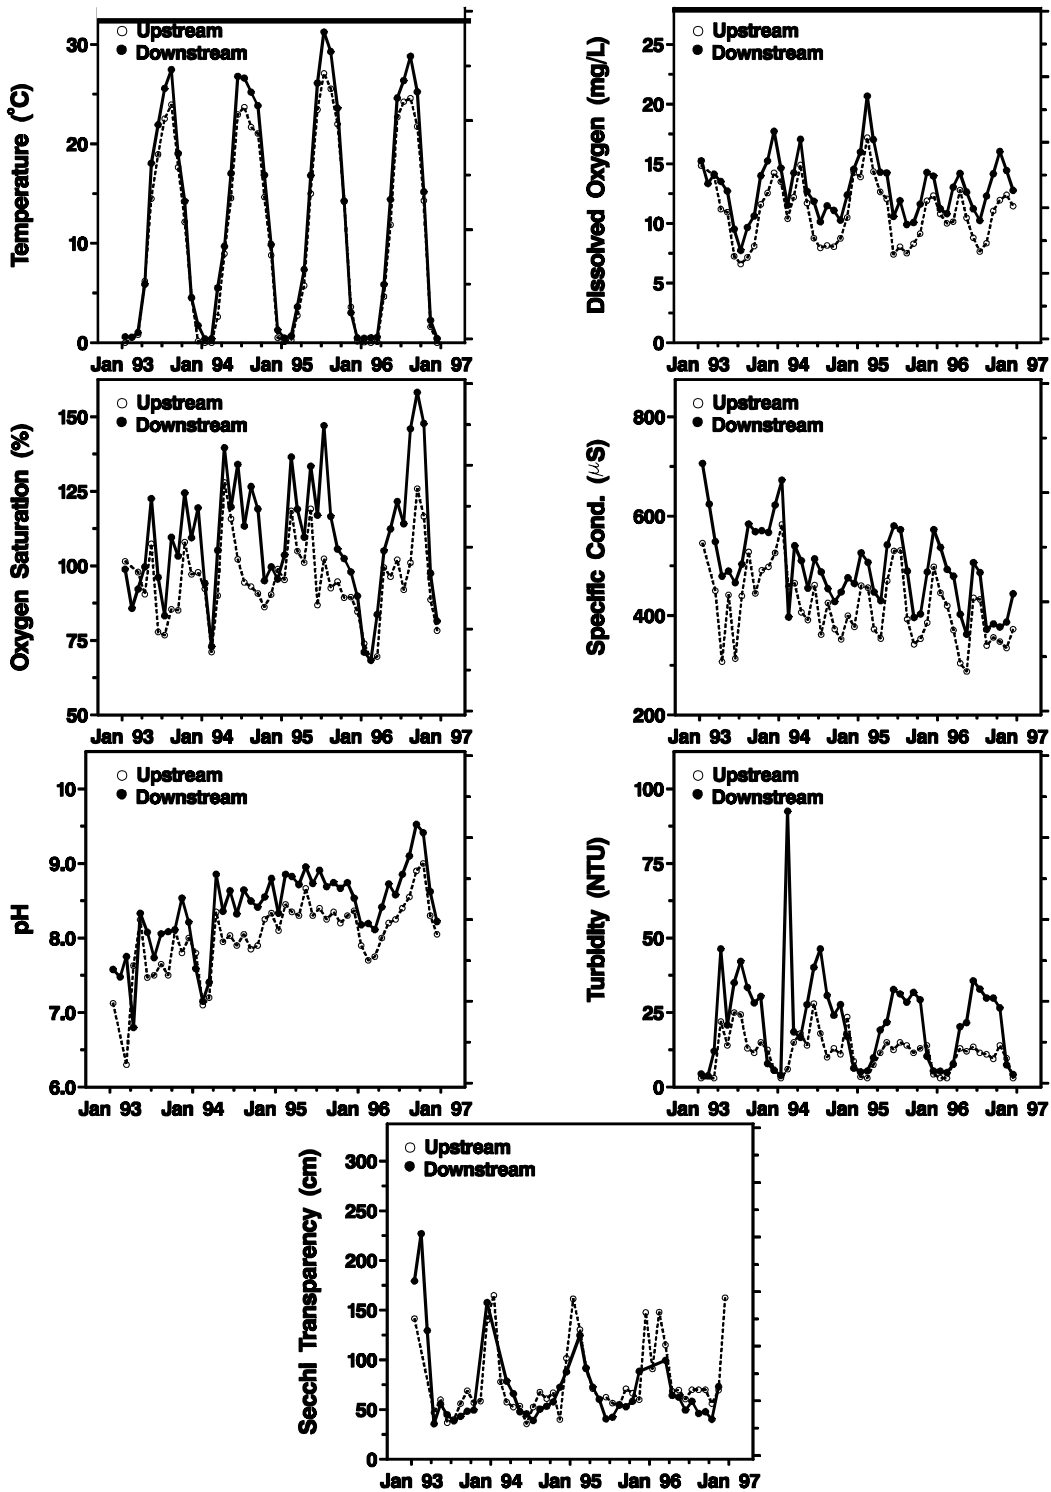 Upstream
Downstream
30
20
10
0
Temperature (°C)
Jan 93 Jan 94 Jan 95 Jan 96 Jan 97
Upstream
Downstream
25
20
15
10
5
0
Dissolved Oxygen (mg/L)
Jan 93 Jan 94 Jan 95 Jan 96 Jan 97
Upstream
Downstream
150
125
100
75
50
Oxygen Saturation (%)
Jan 93 Jan 94 Jan 95 Jan 96 Jan 97
Upstream
Downstream
800
600
400
200
Specific Cond. (μS)
Jan 93 Jan 94 Jan 95 Jan 96 Jan 97
Upstream
Downstream
10
9.0
8.0
7.0
6.0
pH
Jan 93 Jan 94 Jan 95 Jan 96 Jan 97
Upstream
Downstream
100
75
50
25
0
Turbidity (NTU)
Jan 93 Jan 94 Jan 95 Jan 96 Jan 97
Upstream
Downstream
300
250
200
150
100
50
0
Secchi Transparency (cm)
Jan 93 Jan 94 Jan 95 Jan 96 Jan 97